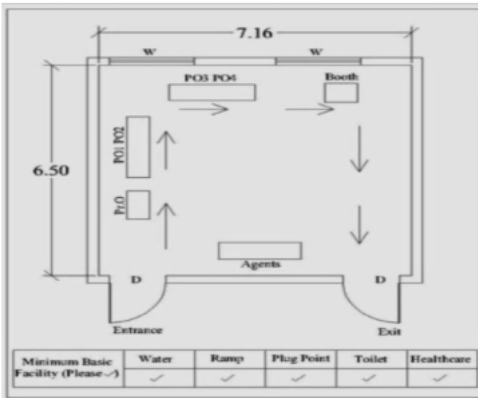 7.16
W W
PO3 PO4 Booth
PO1 PO2
6.50
Pr.O
Agents
D D
Entrance Exit
Minimum Basic Facility (Please ✓) Water Ramp Plug Point Toilet Healthcare
✓ ✓ ✓ ✓ ✓